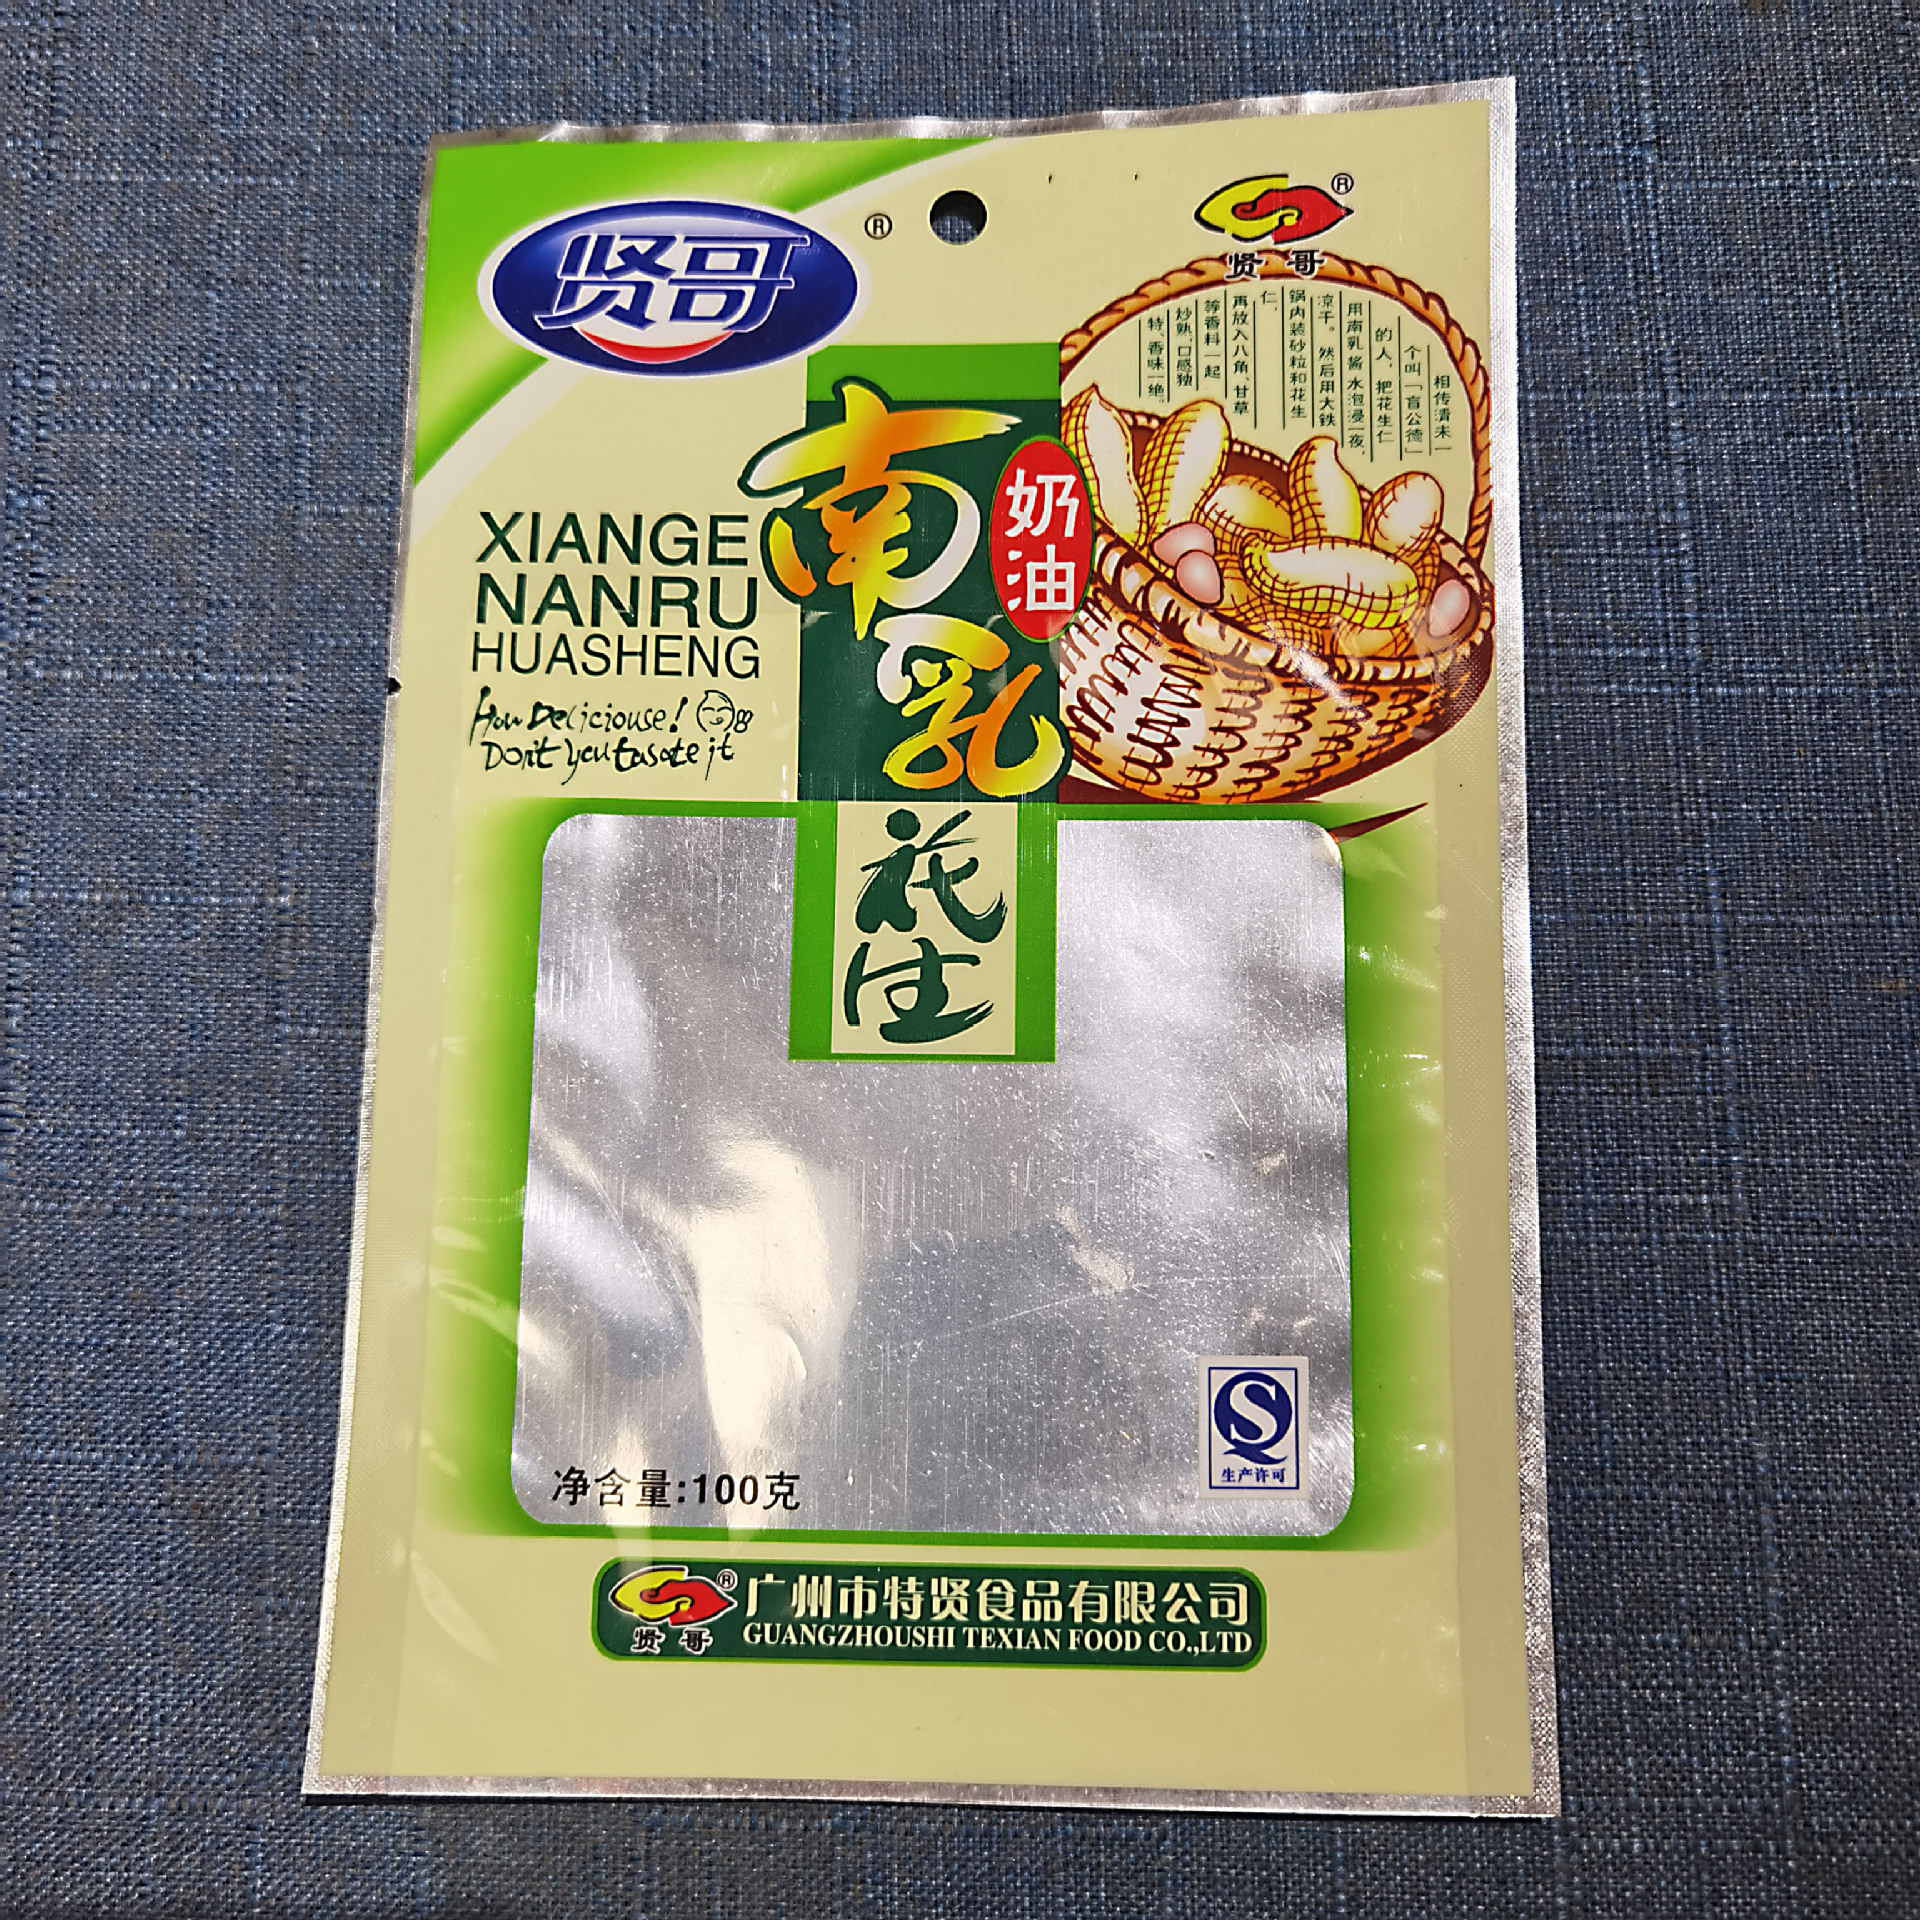 贤哥
®
®
贤哥
相传清末一
个叫「盲公德」
的人，把花生仁
用南乳酱水泡浸一夜，
凉干。然后用大铁
锅内装砂粒和花生
仁，
再放入八角、甘草
等香料一起
炒熟，口感独
特、香味一绝。
南乳
奶油
花生
XIANGE
NANRU
HUASHENG
How Deliciouse!
Don't you tasate it
净含量:100克
QS
生产许可
®
贤哥
广州市特贤食品有限公司
GUANGZHOUSHI TEXIAN FOOD CO.,LTD